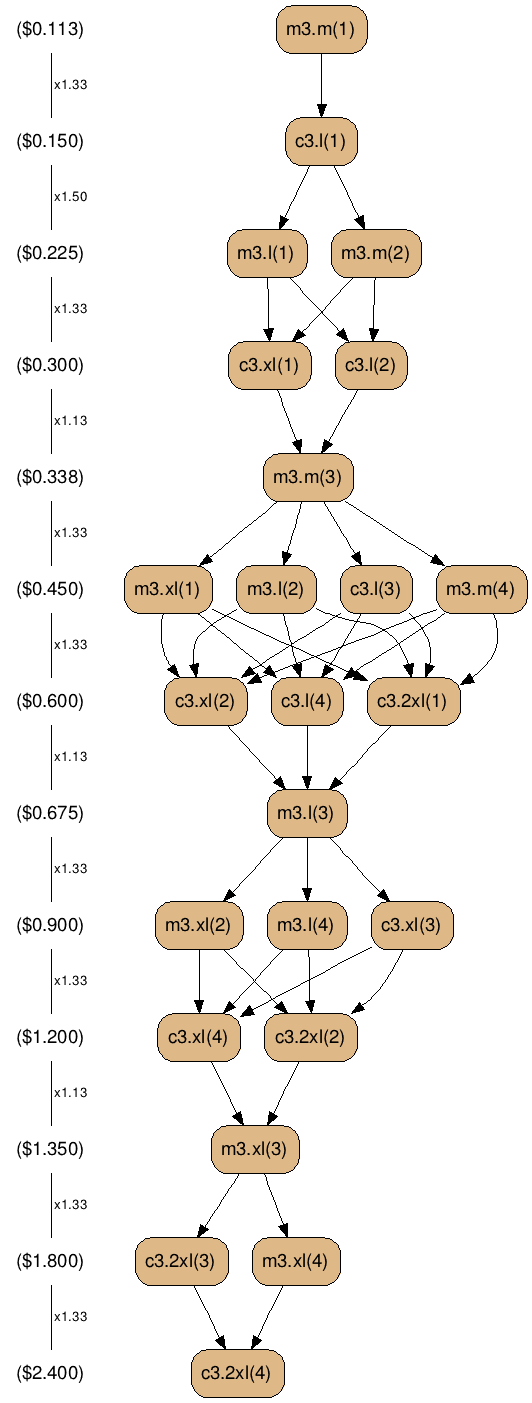 ($0.113) m3.m(1)
x1.33
($0.150) c3.l(1)
x1.50
($0.225) m3.l(1) m3.m(2)
x1.33
($0.300) c3.xl(1) c3.l(2)
x1.13
($0.338) m3.m(3)
x1.33
($0.450) m3.xl(1) m3.l(2) c3.l(3) m3.m(4)
x1.33
($0.600) c3.xl(2) c3.l(4) c3.2xl(1)
x1.13
($0.675) m3.l(3)
x1.33
($0.900) m3.xl(2) m3.l(4) c3.xl(3)
x1.33
($1.200) c3.xl(4) c3.2xl(2)
x1.13
($1.350) m3.xl(3)
x1.33
($1.800) c3.2xl(3) m3.xl(4)
x1.33
($2.400) c3.2xl(4)